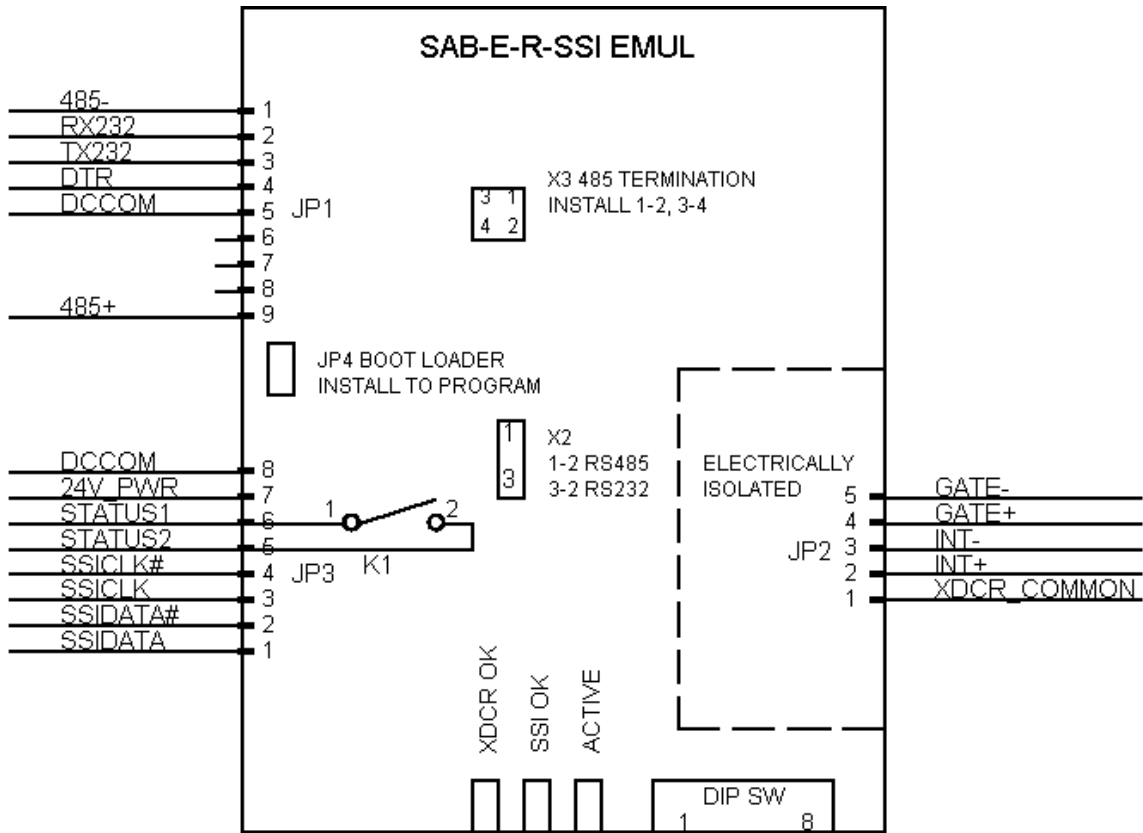 SAB-E-R-SSI EMUL
485-
1
RX232
2
TX232
3
DTR
4
DCCOM
5
JP1
6
7
8
485+
9
X3 485 TERMINATION
INSTALL 1-2, 3-4
3 1
4 2
JP4 BOOT LOADER
INSTALL TO PROGRAM
1
3
X2
1-2 RS485
3-2 RS232
DCCOM
8
24V_PWR
7
STATUS1
6
1
2
STATUS2
5
K1
SSICLK#
4
JP3
SSICLK
3
SSIDATA#
2
SSIDATA
1
ELECTRICALLY
ISOLATED
5
GATE-
4
GATE+
JP2
3
INT-
2
INT+
1
XDCR_COMMON
XDCR OK
SSI OK
ACTIVE
DIP SW
1 8